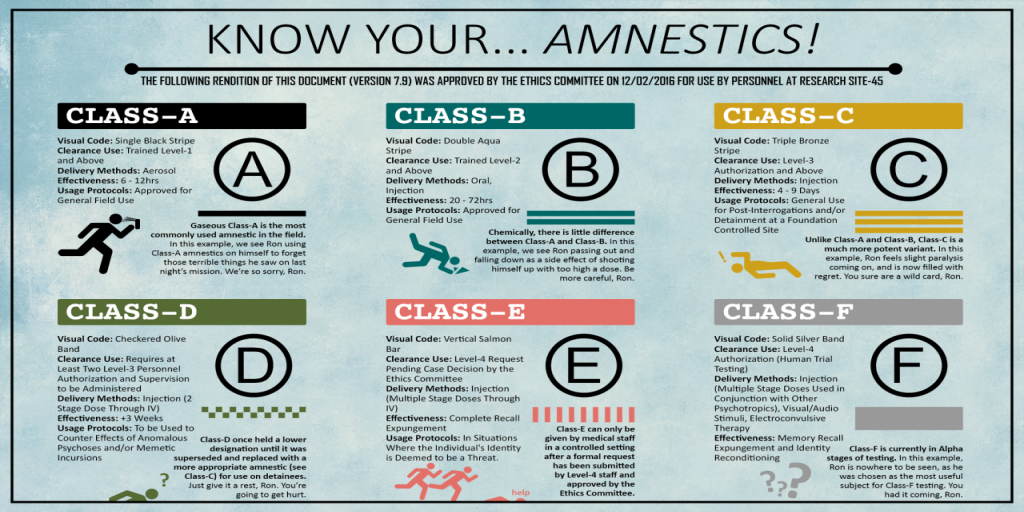 KNOW YOUR... AMNESTICS!
THE FOLLOWING RENDITION OF THIS DOCUMENT (VERSION 7.9) WAS APPROVED BY THE ETHICS COMMITTEE ON 12/02/2016 FOR USE BY PERSONNEL AT RESEARCH SITE-45
CLASS-A
Visual Code: Single Black Stripe
Clearance Use: Trained Level-1
and Above
Delivery Methods: Aerosol
Effectiveness: 6 - 12hrs
Usage Protocols: Approved for
General Field Use
A
Gaseous Class-A is the most
commonly used amnestic in the field.
In this example, we see Ron using
Class-A amnestics on himself to forget
those terrible things he saw on last
night's mission. We're so sorry, Ron.
CLASS-B
Visual Code: Double Aqua
Stripe
Clearance Use: Trained Level-2
and Above
Delivery Methods: Oral,
Injection
Effectiveness: 20 - 72hrs
Usage Protocols: Approved for
General Field Use
B
Chemically, there is little difference
between Class-A and Class-B. In this
example, we see Ron passing out and
falling down as a side effect of shooting
himself up with too high a dose. Be
more careful, Ron.
CLASS-C
Visual Code: Triple Bronze
Stripe
Clearance Use: Level-3
Authorization and Above
Delivery Methods: Injection
Effectiveness: 4 - 9 Days
Usage Protocols: General Use
for Post-Interrogations and/or
Detainment at a Foundation
Controlled Site
C
Unlike Class-A and Class-B, Class-C is a
much more potent variant. In this
example, Ron feels slight paralysis
coming on, and is now filled with
regret. You sure are a wild card, Ron.
CLASS-D
Visual Code: Checkered Olive
Band
Clearance Use: Requires at
Least Two Level-3 Personnel
Authorization and Supervision
to be Administered
Delivery Methods: Injection (2
Stage Dose Through IV)
Effectiveness: +3 Weeks
Usage Protocols: To be Used to
Counter Effects of Anomalous
Psychoses and/or Memetic
Incursions
D
Class-D once held a lower
designation until it was
superseded and replaced with a
more appropriate amnestic (see
Class-C) for use on detainees.
Just give it a rest, Ron. You're
going to get hurt.
?
CLASS-E
Visual Code: Vertical Salmon
Bar
Clearance Use: Level-4 Request
Pending Case Decision by the
Ethics Committee
Delivery Methods: Injection
(Multiple Stage Doses Through
IV)
Effectiveness: Complete Recall
Expungement
Usage Protocols: In Situations
Where the Individual's Identity
is Deemed to be a Threat.
E
Class-E can only be
given by medical staff
in a controlled setting
after a formal request
has been submitted
by Level-4 staff and
approved by the
Ethics Committee.
help
CLASS-F
Visual Code: Solid Silver Band
Clearance Use: Level-4
Authorization (Human Trial
Testing)
Delivery Methods: Injection
(Multiple Stage Doses Used in
Conjunction with Other
Psychotropics), Visual/Audio
Stimuli, Electroconvulsive
Therapy
Effectiveness: Memory Recall
Expungement and Identity
Reconditioning
F
Class-F is currently in Alpha
stages of testing. In this example,
Ron is nowhere to be seen, as he
was chosen as the most useful
subject for Class-F testing. You
had it coming, Ron.
???